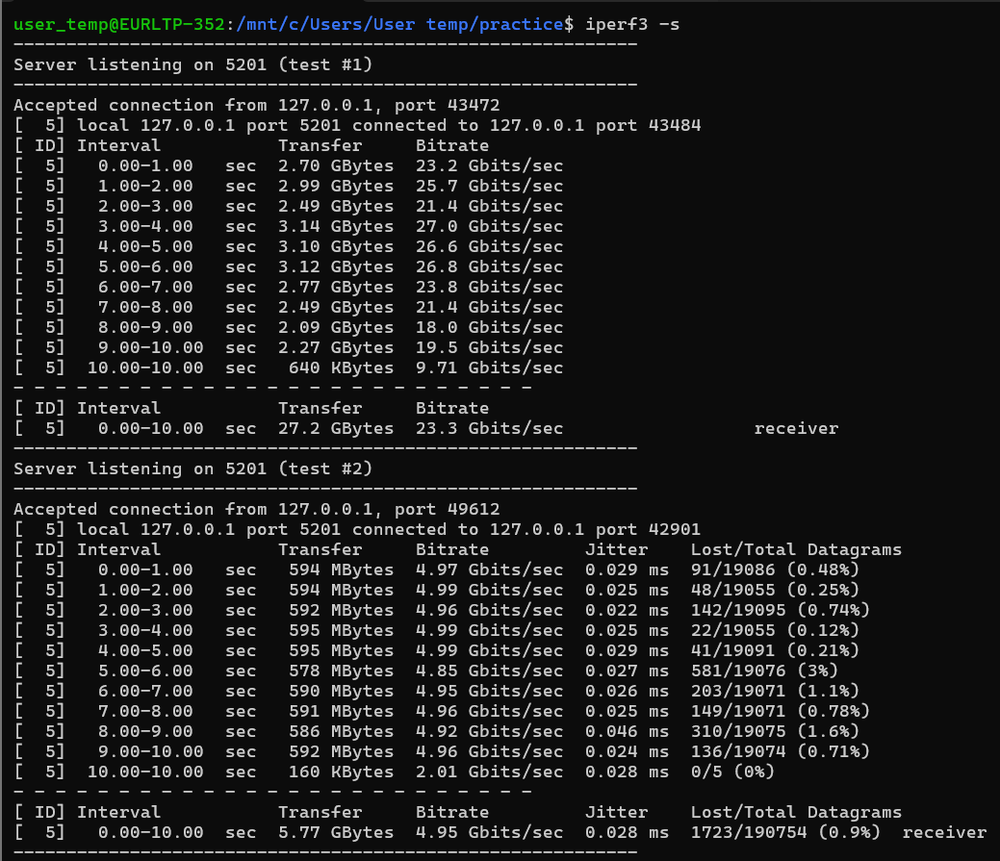 user_temp@EURLTP-352:/mnt/c/Users/User temp/practice$ iperf3 -s
-----------------------------------------------------------
Server listening on 5201 (test #1)
-----------------------------------------------------------
Accepted connection from 127.0.0.1, port 43472
[  5] local 127.0.0.1 port 5201 connected to 127.0.0.1 port 43484
[ ID] Interval           Transfer     Bitrate
[  5]   0.00-1.00   sec  2.70 GBytes  23.2 Gbits/sec
[  5]   1.00-2.00   sec  2.99 GBytes  25.7 Gbits/sec
[  5]   2.00-3.00   sec  2.49 GBytes  21.4 Gbits/sec
[  5]   3.00-4.00   sec  3.14 GBytes  27.0 Gbits/sec
[  5]   4.00-5.00   sec  3.10 GBytes  26.6 Gbits/sec
[  5]   5.00-6.00   sec  3.12 GBytes  26.8 Gbits/sec
[  5]   6.00-7.00   sec  2.77 GBytes  23.8 Gbits/sec
[  5]   7.00-8.00   sec  2.49 GBytes  21.4 Gbits/sec
[  5]   8.00-9.00   sec  2.09 GBytes  18.0 Gbits/sec
[  5]   9.00-10.00  sec  2.27 GBytes  19.5 Gbits/sec
[  5]  10.00-10.00  sec   640 KBytes  9.71 Gbits/sec
- - - - - - - - - - - - - - - - - - - - - - - - -
[ ID] Interval           Transfer     Bitrate
[  5]   0.00-10.00  sec  27.2 GBytes  23.3 Gbits/sec                  receiver
-----------------------------------------------------------
Server listening on 5201 (test #2)
-----------------------------------------------------------
Accepted connection from 127.0.0.1, port 49612
[  5] local 127.0.0.1 port 5201 connected to 127.0.0.1 port 42901
[ ID] Interval           Transfer     Bitrate         Jitter    Lost/Total Datagrams
[  5]   0.00-1.00   sec   594 MBytes  4.97 Gbits/sec  0.029 ms  91/19086 (0.48%)
[  5]   1.00-2.00   sec   594 MBytes  4.99 Gbits/sec  0.025 ms  48/19055 (0.25%)
[  5]   2.00-3.00   sec   592 MBytes  4.96 Gbits/sec  0.022 ms  142/19095 (0.74%)
[  5]   3.00-4.00   sec   595 MBytes  4.99 Gbits/sec  0.025 ms  22/19055 (0.12%)
[  5]   4.00-5.00   sec   595 MBytes  4.99 Gbits/sec  0.029 ms  41/19091 (0.21%)
[  5]   5.00-6.00   sec   578 MBytes  4.85 Gbits/sec  0.027 ms  581/19076 (3%)
[  5]   6.00-7.00   sec   590 MBytes  4.95 Gbits/sec  0.026 ms  203/19071 (1.1%)
[  5]   7.00-8.00   sec   591 MBytes  4.96 Gbits/sec  0.025 ms  149/19071 (0.78%)
[  5]   8.00-9.00   sec   586 MBytes  4.92 Gbits/sec  0.046 ms  310/19075 (1.6%)
[  5]   9.00-10.00  sec   592 MBytes  4.96 Gbits/sec  0.024 ms  136/19074 (0.71%)
[  5]  10.00-10.00  sec   160 KBytes  2.01 Gbits/sec  0.028 ms  0/5 (0%)
- - - - - - - - - - - - - - - - - - - - - - - - -
[ ID] Interval           Transfer     Bitrate         Jitter    Lost/Total Datagrams
[  5]   0.00-10.00  sec  5.77 GBytes  4.95 Gbits/sec  0.028 ms  1723/190754 (0.9%)  receiver
-----------------------------------------------------------